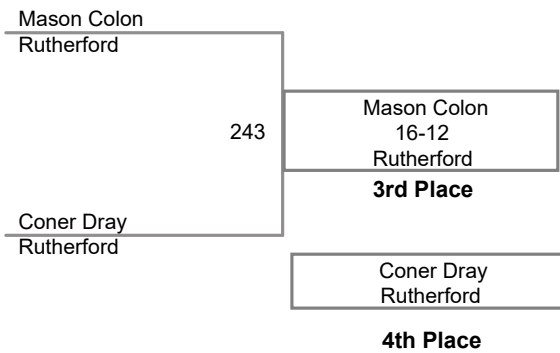 Mason Colon
Rutherford
243
Mason Colon
16-12
Rutherford
3rd Place
Coner Dray
Rutherford
Coner Dray
Rutherford
4th Place